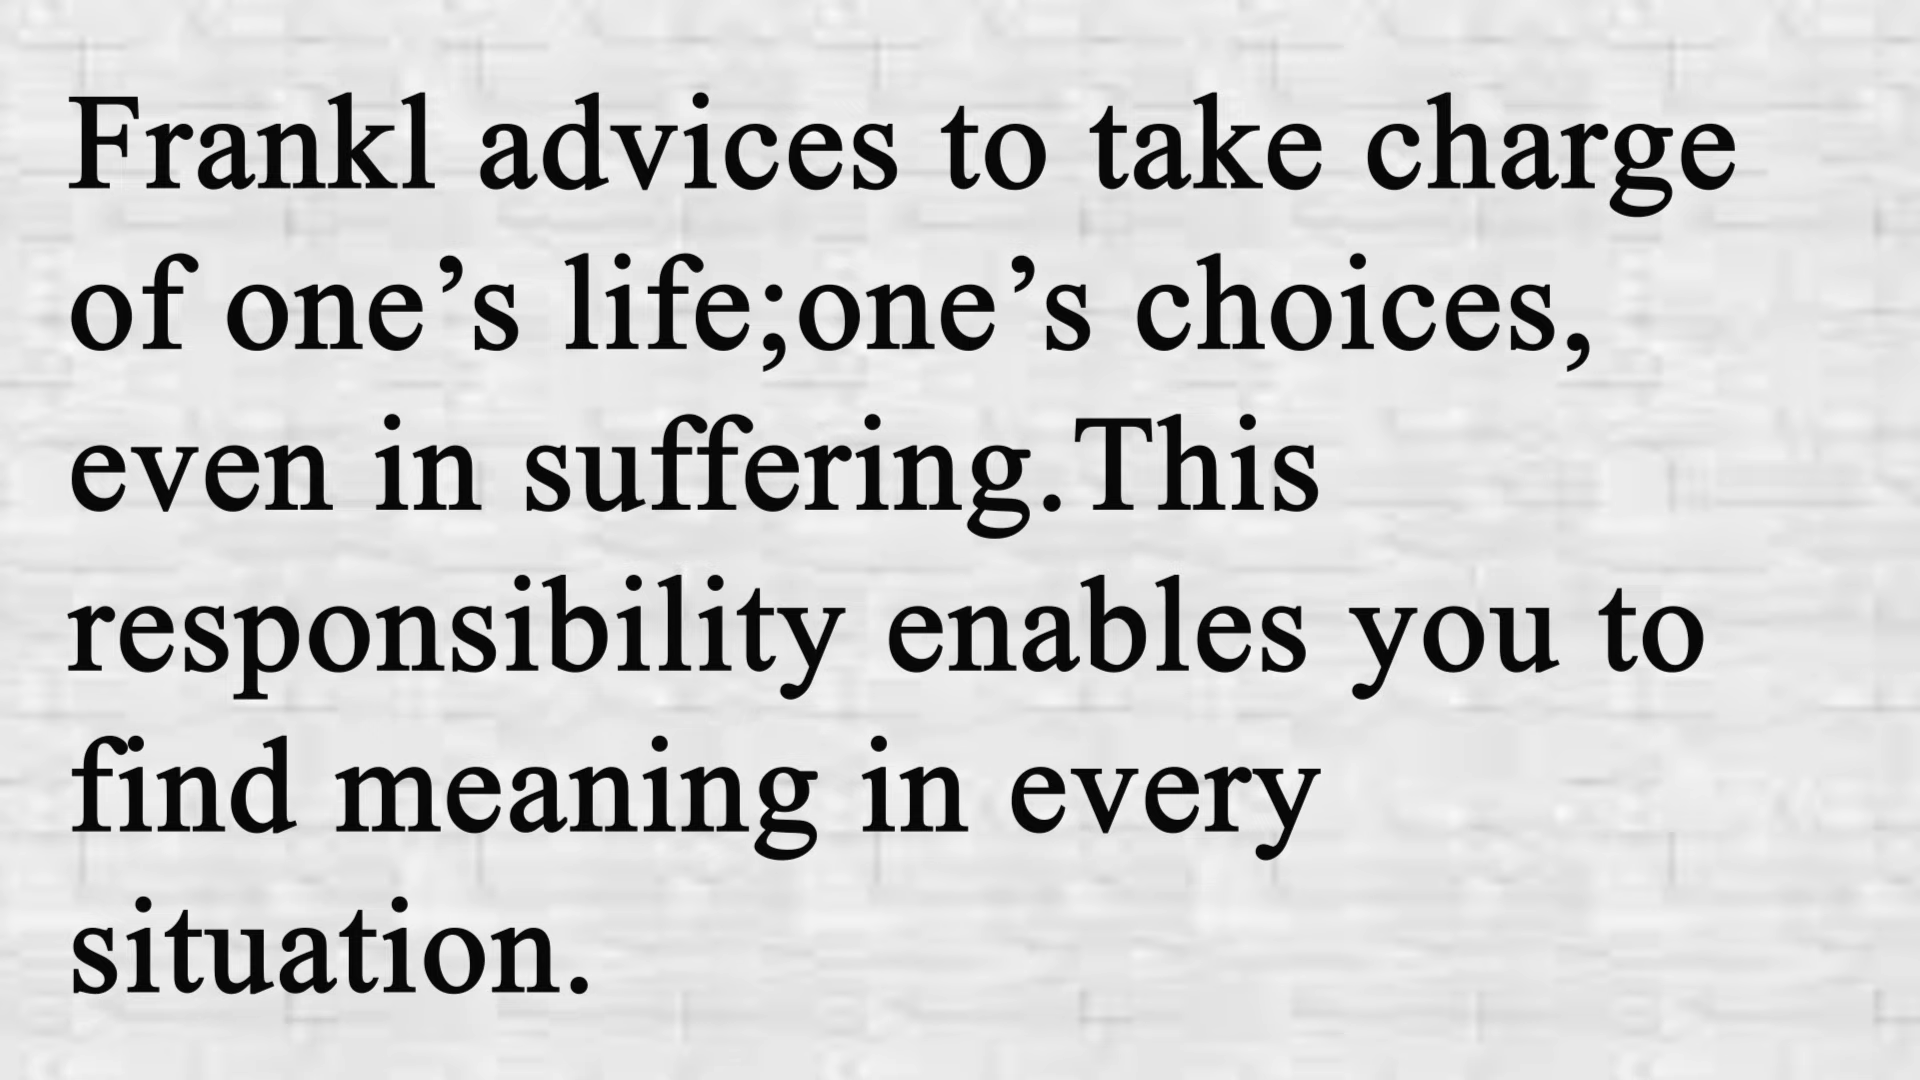 Frankl advices to take charge
of one’s life;one’s choices,
even in suffering.This
responsibility enables you to
find meaning in every
situation.